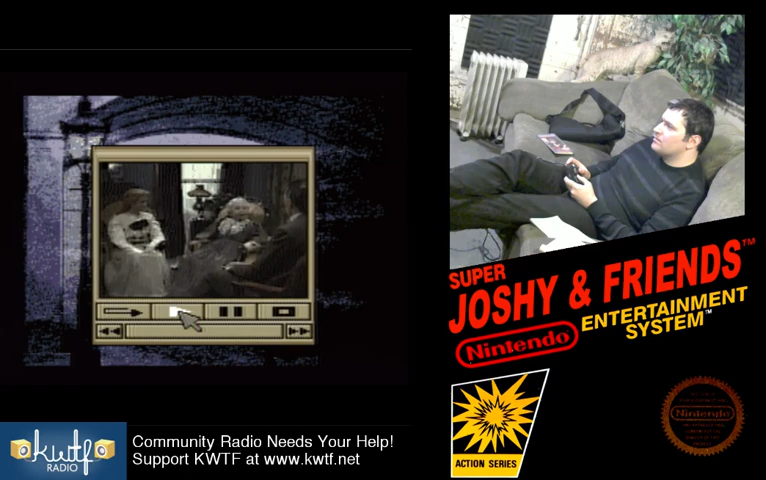 SUPER
JOSHY & FRIENDS™
Nintendo
ENTERTAINMENT
SYSTEM™
ACTION SERIES
Nintendo
kwtf
RADIO
Community Radio Needs Your Help!
Support KWTF at www.kwtf.net